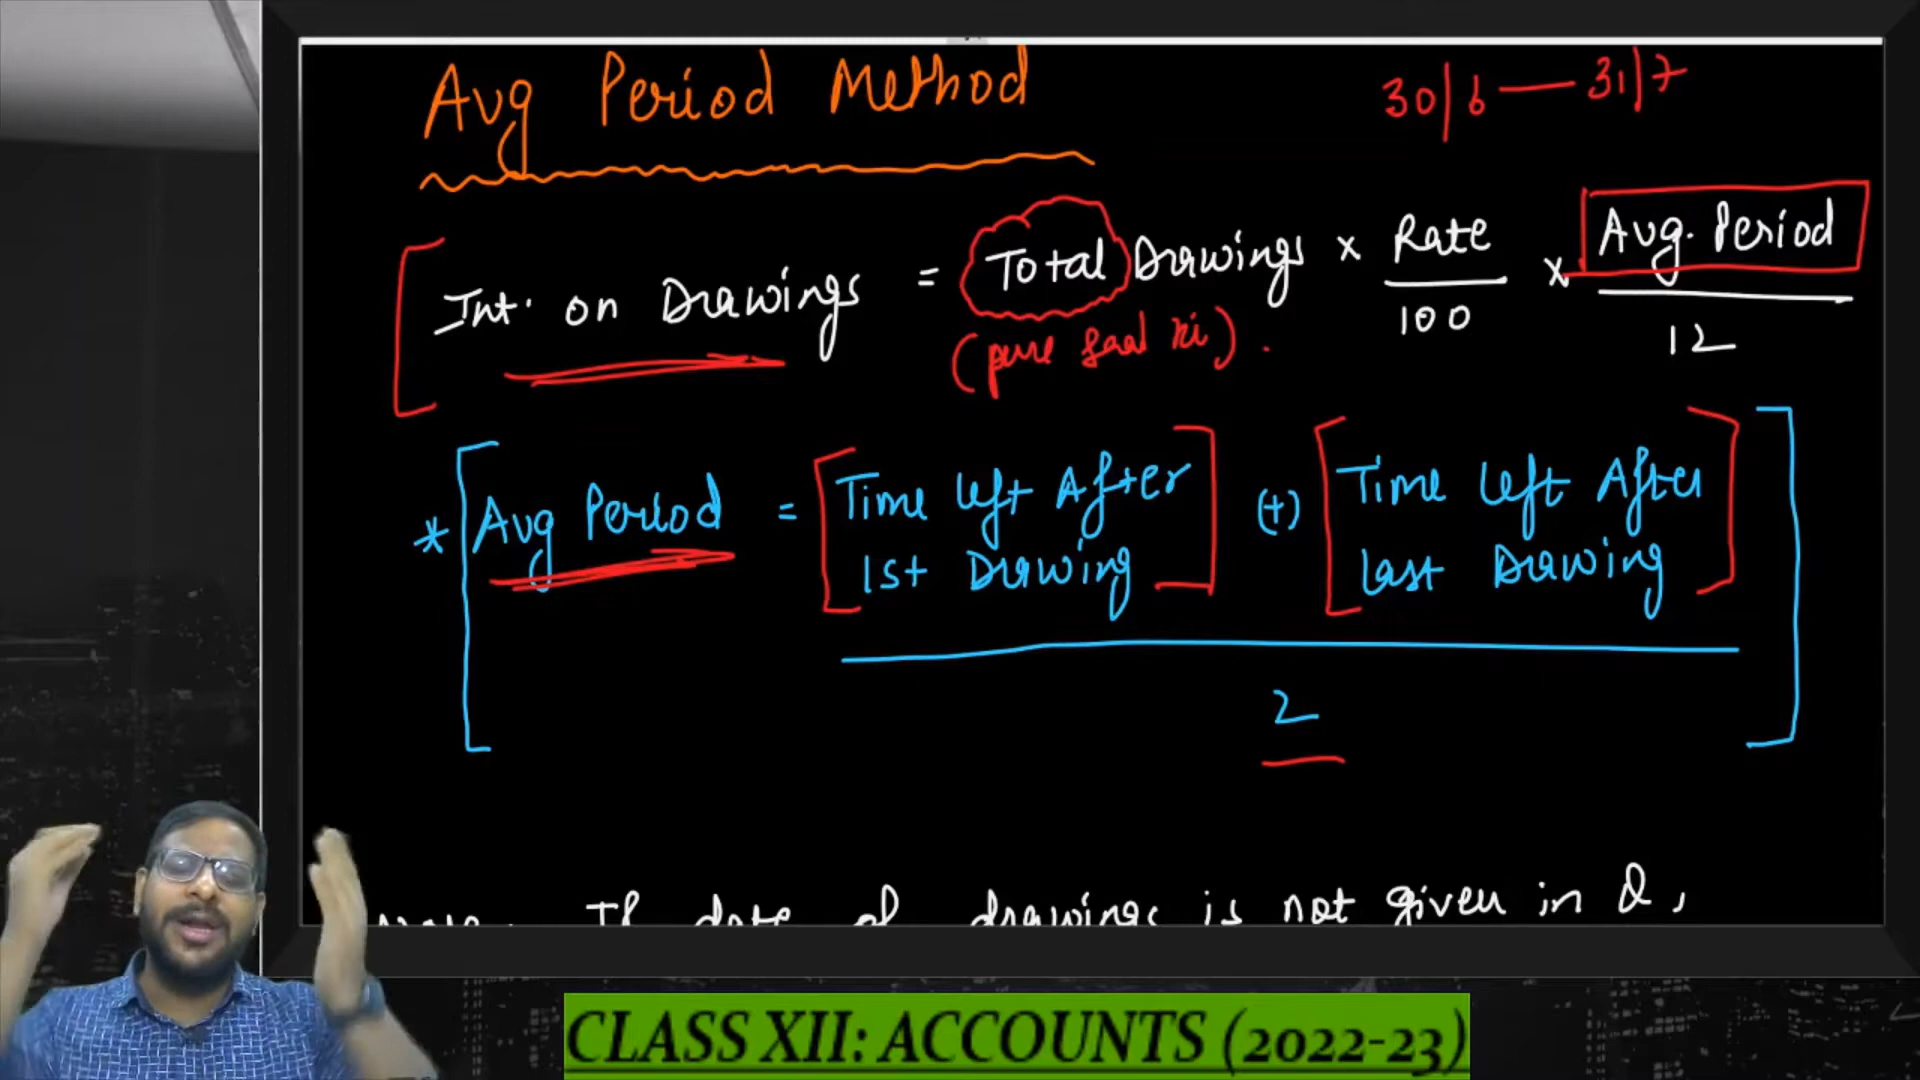 Avg Period Method
30/6 — 31/7
Int. on Drawings = Total Drawings × Rate/100 × Avg. Period/12
(pure saal ki).
* Avg Period = [Time left After 1st Drawing] (+) [Time left After last Drawing]
2
If date of drawings is not given in Q,
CLASS XII: ACCOUNTS (2022-23)